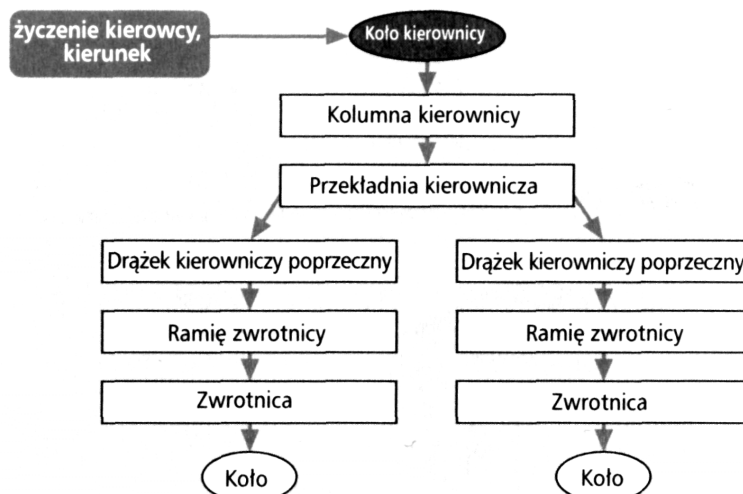 życzenie kierowcy,
kierunek
Koło kierownicy
Kolumna kierownicy
Przekładnia kierownicza
Drążek kierowniczy poprzeczny
Drążek kierowniczy poprzeczny
Ramię zwrotnicy
Ramię zwrotnicy
Zwrotnica
Zwrotnica
Koło
Koło